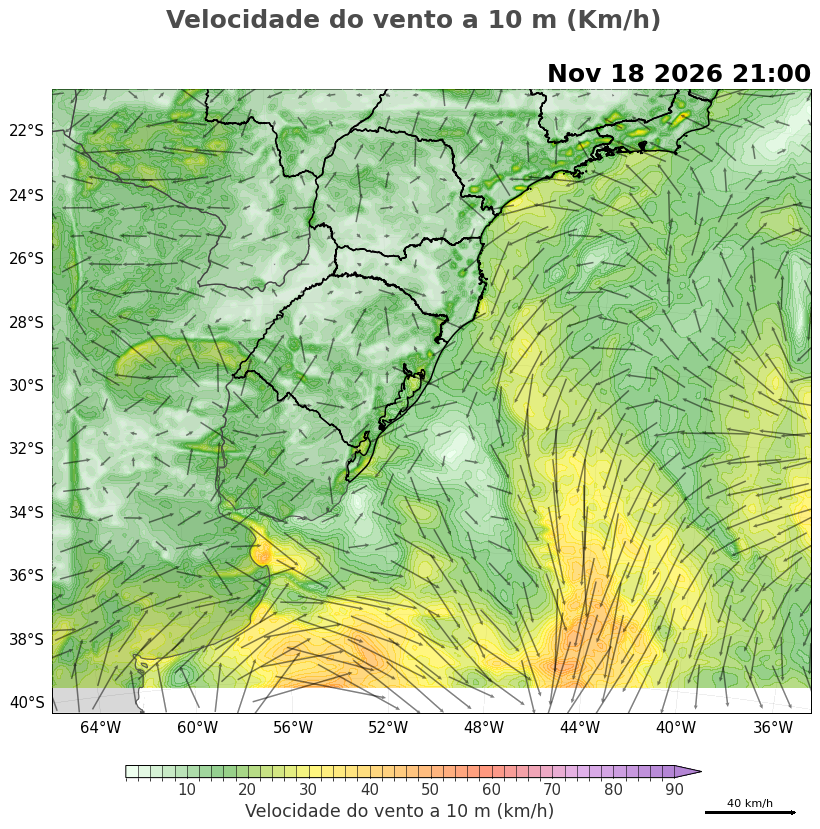 Velocidade do vento a 10 m (Km/h)
Nov 18 2026 21:00
22°S
24°S
26°S
28°S
30°S
32°S
34°S
36°S
38°S
40°S
64°W 60°W 56°W 52°W 48°W 44°W 40°W 36°W
10 20 30 40 50 60 70 80 90
Velocidade do vento a 10 m (km/h)
40 km/h